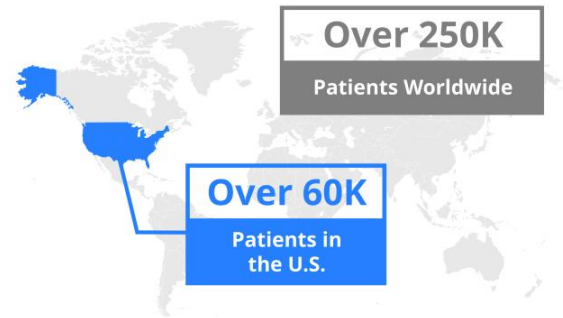 Over 250K
Patients Worldwide
Over 60K
Patients in
the U.S.